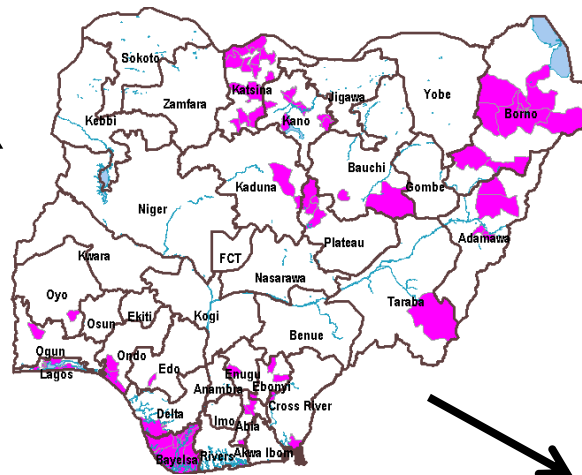 Sokoto
Katsina
Zamfara
Jigawa
Yobe
Kebbi
Kano
Borno
Bauchi
Kaduna
Gombe
Niger
Adamawa
Plateau
FCT
Kwara
Nasarawa
Taraba
Oyo
Kogi
Osun
Ekiti
Benue
Ogun
Ondo
Edo
Enugu
Lagos
Anambra
Ebonyi
Cross River
Delta
Imo
Abia
Bayelsa
Rivers
Akwa Ibom